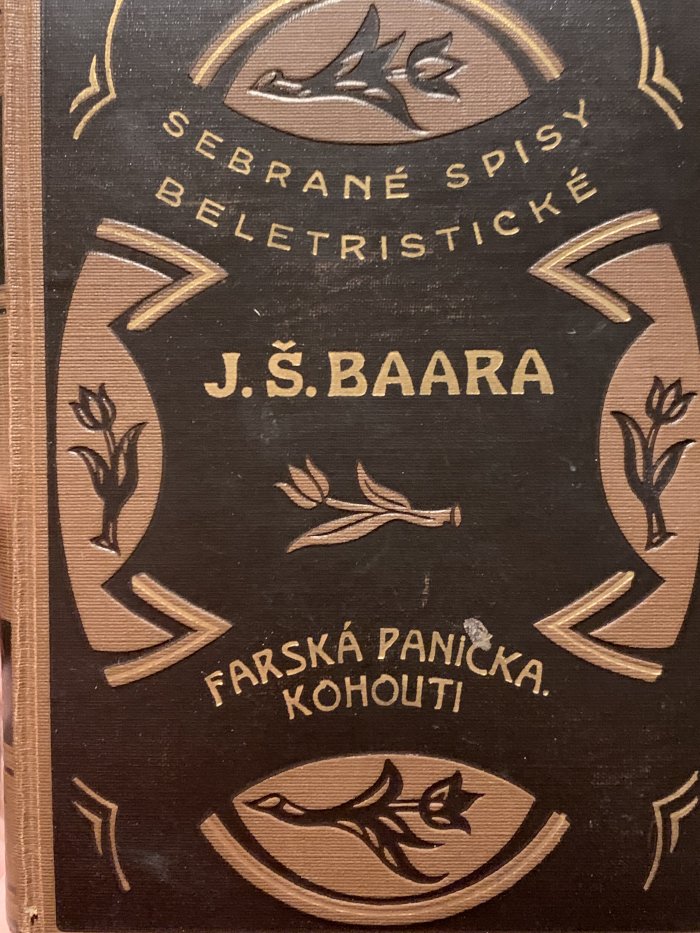 SEBRANÉ SPISY
BELETRISTICKÉ
J. Š. BAARA
FARSKÁ PANIČKA.
KOHOUTI